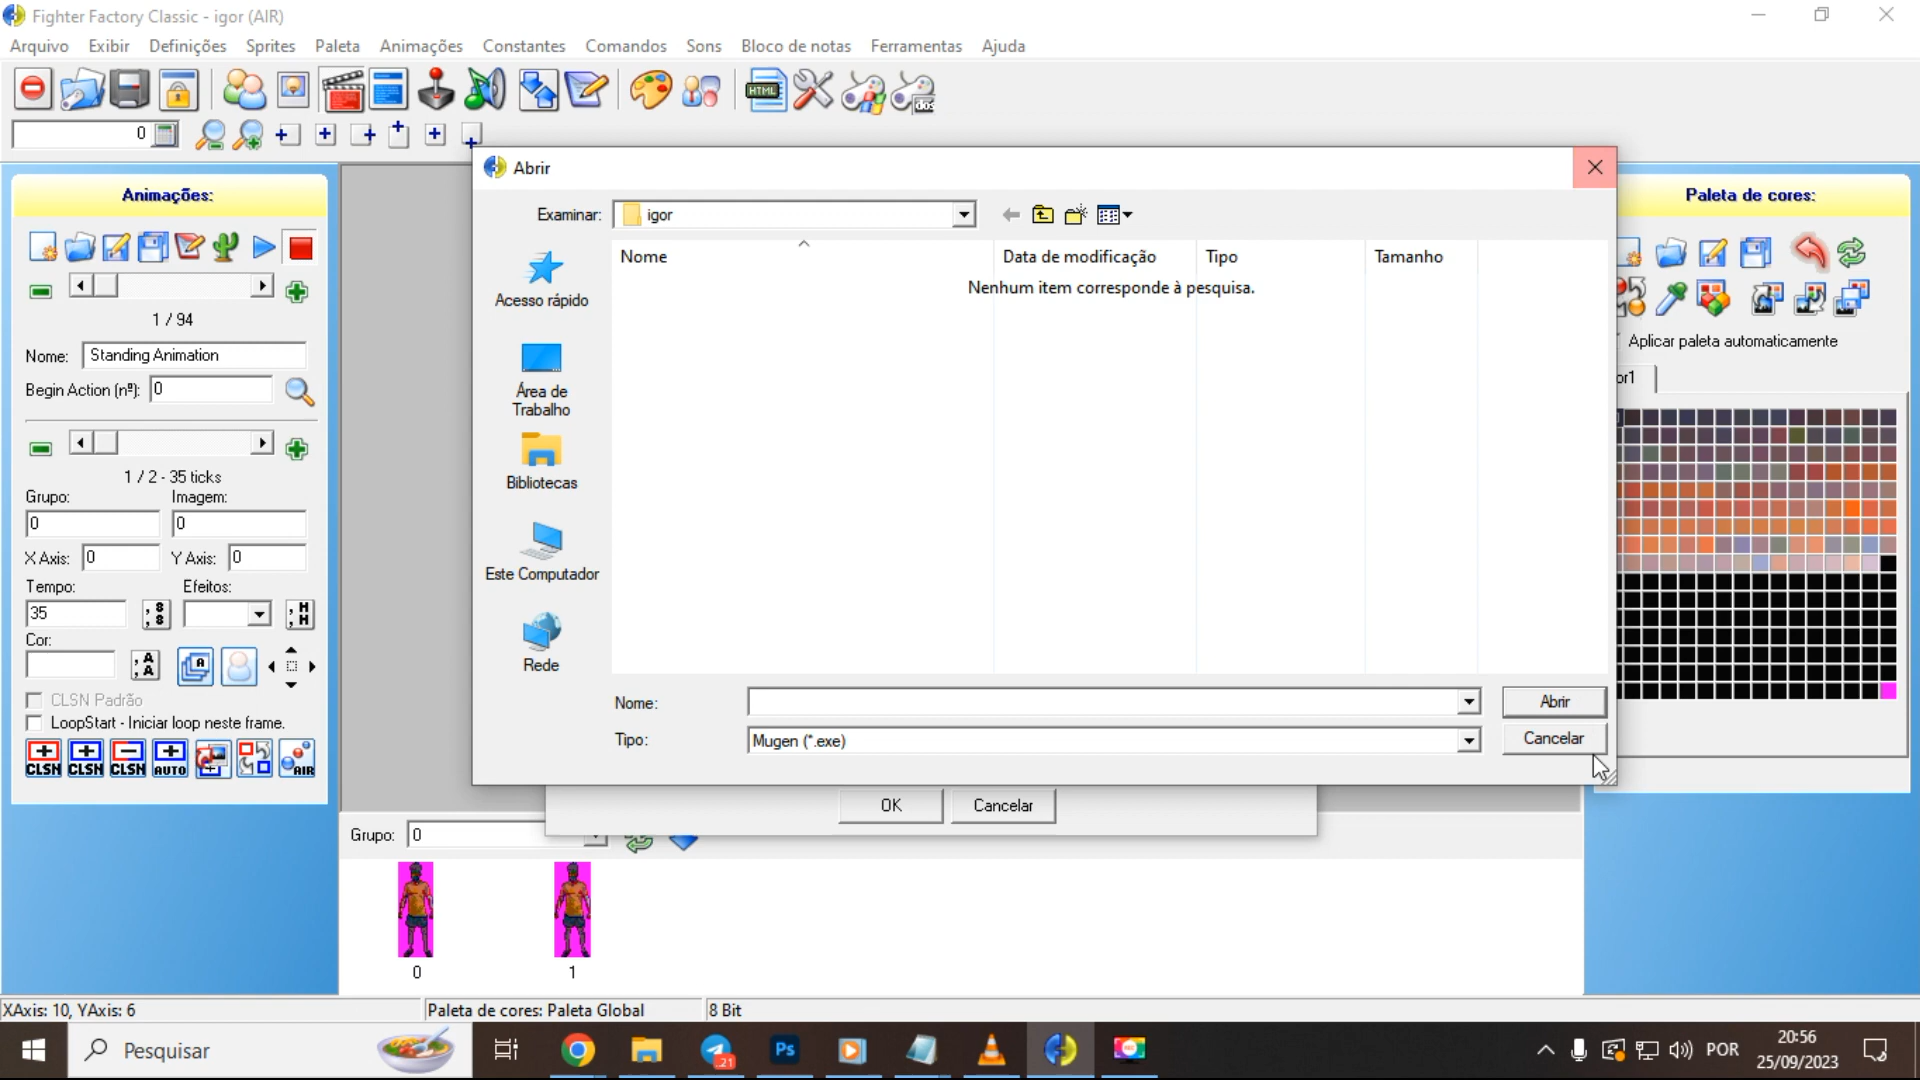 Fighter Factory Classic - igor (AIR)
Arquivo Exibir Definições Sprites Paleta Animações Constantes Comandos Sons Bloco de notas Ferramentas Ajuda
HTML
dos
0
Abrir
Animações:
Paleta de cores:
Examinar: igor
Nome Data de modificação Tipo Tamanho
Nenhum item corresponde à pesquisa.
Acesso rápido
1 / 94
Aplicar paleta automaticamente
Nome: Standing Animation
or1
Begin Action (nº): 0
Área de
Trabalho
1 / 2 - 35 ticks
Bibliotecas
Grupo: Imagem:
0 0
X Axis: 0 Y Axis: 0
Este Computador
Tempo: Efeitos:
35
Cor:
Rede
CLSN Padrão
Nome: Abrir
LoopStart - Iniciar loop neste frame.
Tipo: Mugen (*.exe) Cancelar
CLSN CLSN CLSN AUTO AIR
OK Cancelar
Grupo: 0
0 1
XAxis: 10, YAxis: 6 Paleta de cores: Paleta Global 8 Bit
Pesquisar
21
Ps
POR
20:56
25/09/2023